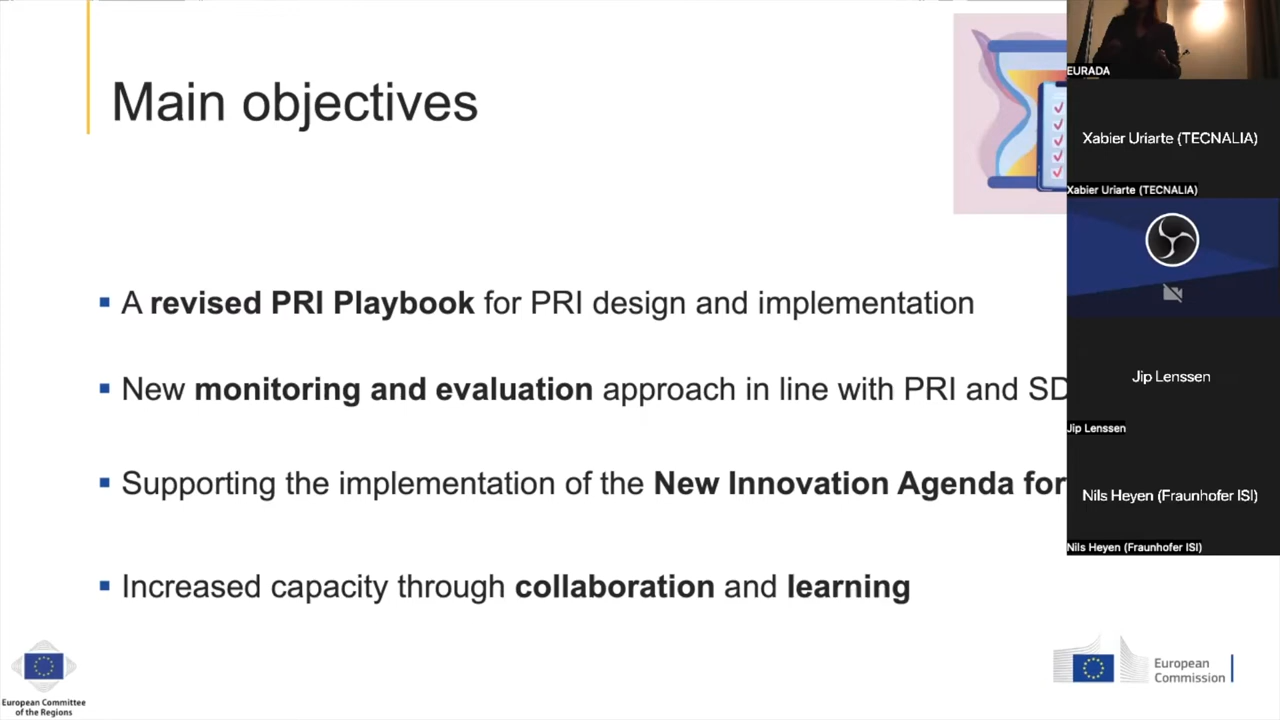 Main objectives
A revised PRI Playbook for PRI design and implementation
New monitoring and evaluation approach in line with PRI and SD
Supporting the implementation of the New Innovation Agenda for
Increased capacity through collaboration and learning
EURADA
Xabier Uriarte (TECNALIA)
Xabier Uriarte (TECNALIA)
Jip Lenssen
Jip Lenssen
Nils Heyen (Fraunhofer ISI)
Nils Heyen (Fraunhofer ISI)
European Committee
of the Regions
European
Commission